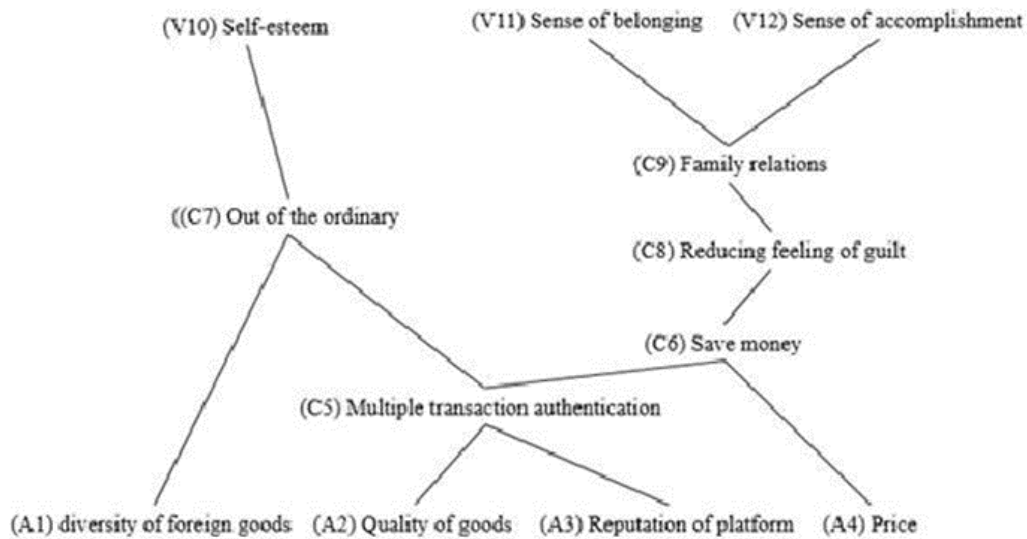 (V10) Self-esteem
(V11) Sense of belonging
(V12) Sense of accomplishment
(C9) Family relations
((C7) Out of the ordinary
(C8) Reducing feeling of guilt
(C6) Save money
(C5) Multiple transaction authentication
(A1) diversity of foreign goods
(A2) Quality of goods
(A3) Reputation of platform
(A4) Price